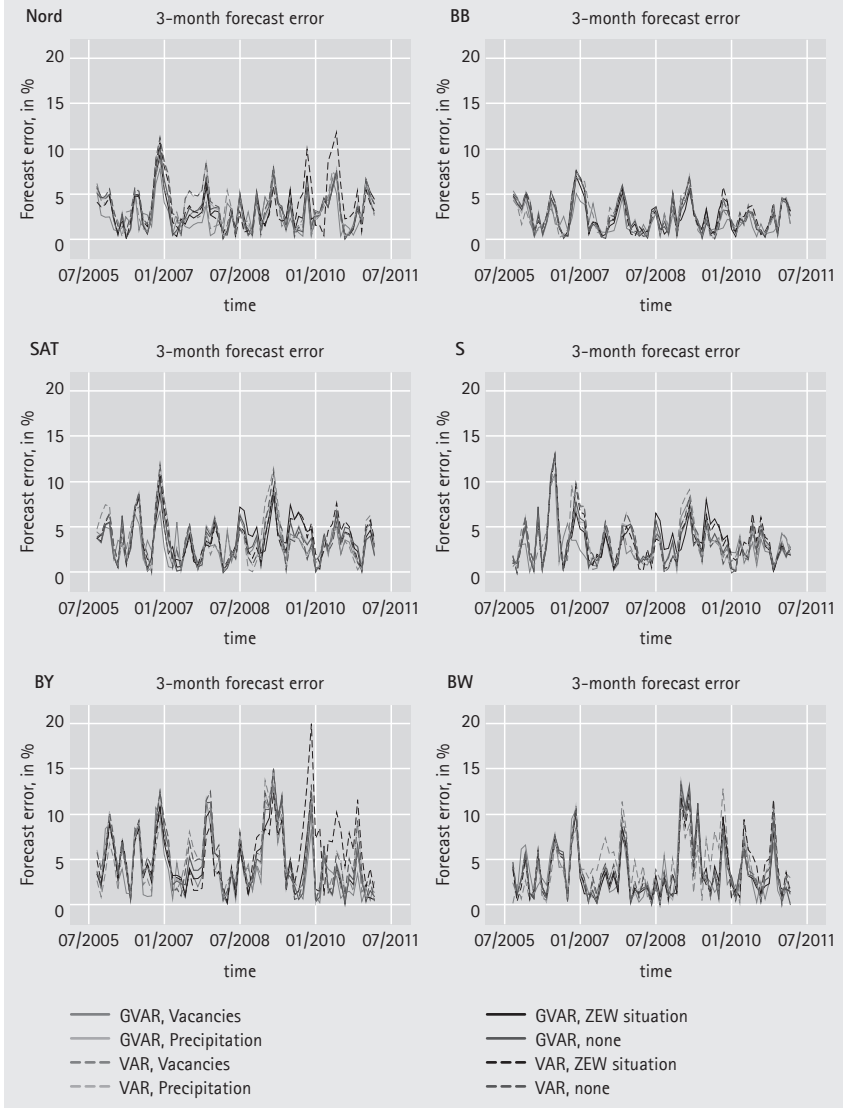 Nord 3-month forecast error
20
15
10
5
0
Forecast error, in %
07/2005 01/2007 07/2008 01/2010 07/2011
time
BB 3-month forecast error
20
15
10
5
0
Forecast error, in %
07/2005 01/2007 07/2008 01/2010 07/2011
time
SAT 3-month forecast error
20
15
10
5
0
Forecast error, in %
07/2005 01/2007 07/2008 01/2010 07/2011
time
S 3-month forecast error
20
15
10
5
0
Forecast error, in %
07/2005 01/2007 07/2008 01/2010 07/2011
time
BY 3-month forecast error
20
15
10
5
0
Forecast error, in %
07/2005 01/2007 07/2008 01/2010 07/2011
time
BW 3-month forecast error
20
15
10
5
0
Forecast error, in %
07/2005 01/2007 07/2008 01/2010 07/2011
time
GVAR, Vacancies
GVAR, Precipitation
VAR, Vacancies
VAR, Precipitation
GVAR, ZEW situation
GVAR, none
VAR, ZEW situation
VAR, none